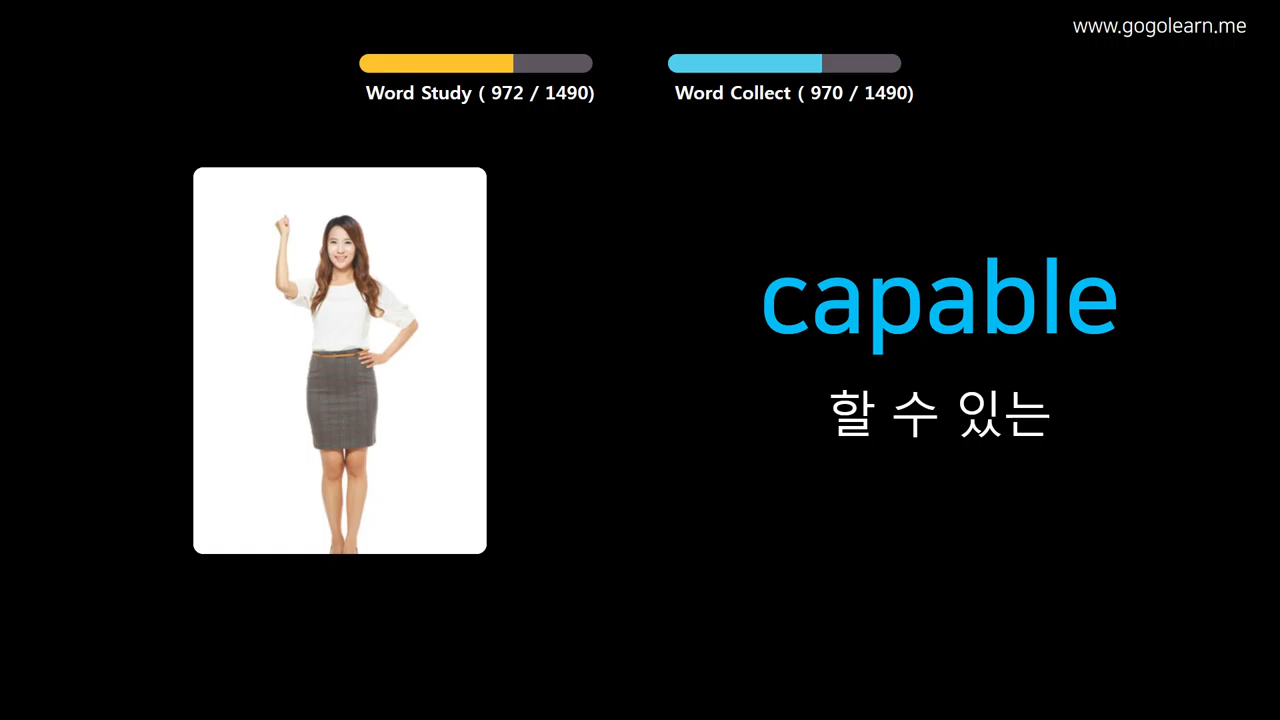 www.gogolearn.me
Word Study ( 972 / 1490)
Word Collect ( 970 / 1490)
capable
할 수 있는